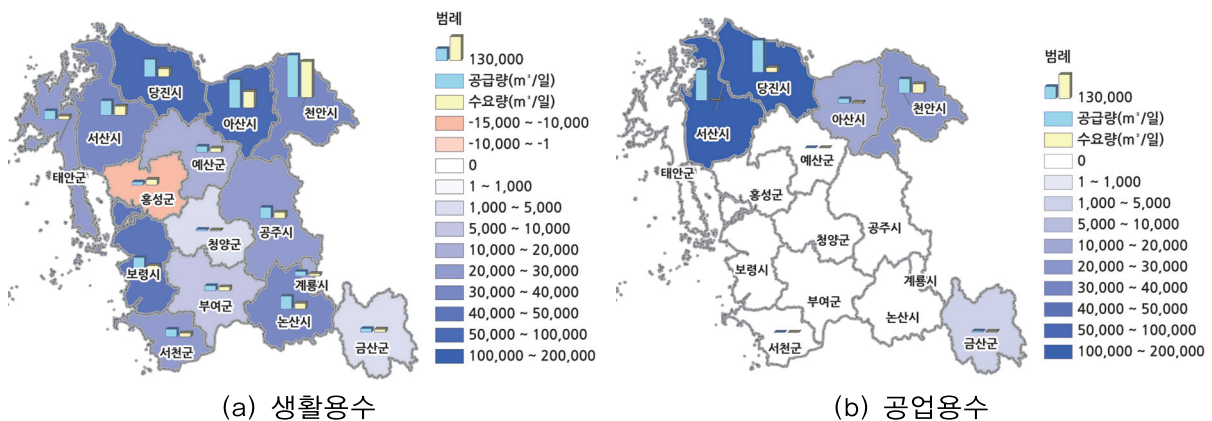 범례
130,000
공급량(m³/일)
수요량(m³/일)
-15,000 ~ -10,000
-10,000 ~ -1
0
1 ~ 1,000
1,000 ~ 5,000
5,000 ~ 10,000
10,000 ~ 20,000
20,000 ~ 30,000
30,000 ~ 40,000
40,000 ~ 50,000
50,000 ~ 100,000
100,000 ~ 200,000
당진시
천안시
아산시
서산시
예산군
태안군
홍성군
공주시
청양군
보령시
계룡시
부여군
논산시
서천군
금산군
(a) 생활용수
범례
130,000
공급량(m³/일)
수요량(m³/일)
0
1 ~ 1,000
1,000 ~ 5,000
5,000 ~ 10,000
10,000 ~ 20,000
20,000 ~ 30,000
30,000 ~ 40,000
40,000 ~ 50,000
50,000 ~ 100,000
100,000 ~ 200,000
당진시
천안시
아산시
서산시
예산군
태안군
홍성군
공주시
청양군
보령시
계룡시
부여군
논산시
서천군
금산군
(b) 공업용수